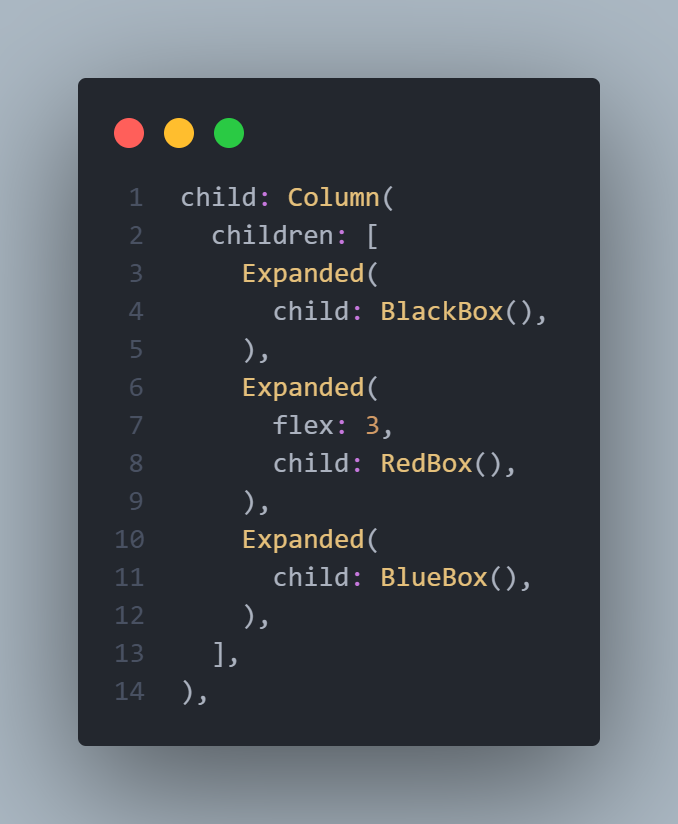 1 child: Column(
2   children: [
3     Expanded(
4       child: BlackBox(),
5     ),
6     Expanded(
7       flex: 3,
8       child: RedBox(),
9     ),
10     Expanded(
11       child: BlueBox(),
12     ),
13   ],
14 ),